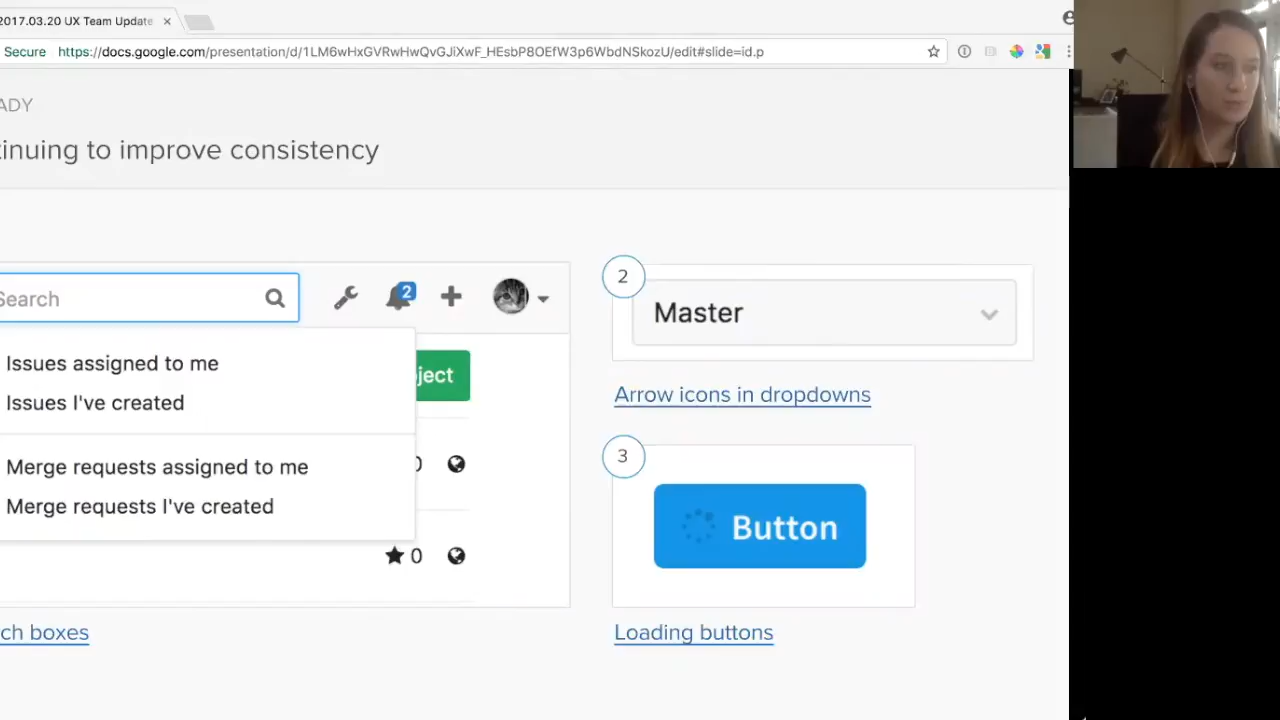 2017.03.20 UX Team Update ×
Secure https://docs.google.com/presentation/d/1LM6wHxGVRwHwQvGJiXwF_HEsbP8OEfW3p6WbdNSkozU/edit#slide=id.p
ADY
tinuing to improve consistency
Search
2
Issues assigned to me
Issues I've created
Merge requests assigned to me
Merge requests I've created
ject
0
0
ch boxes
2
Master
Arrow icons in dropdowns
3
Button
Loading buttons